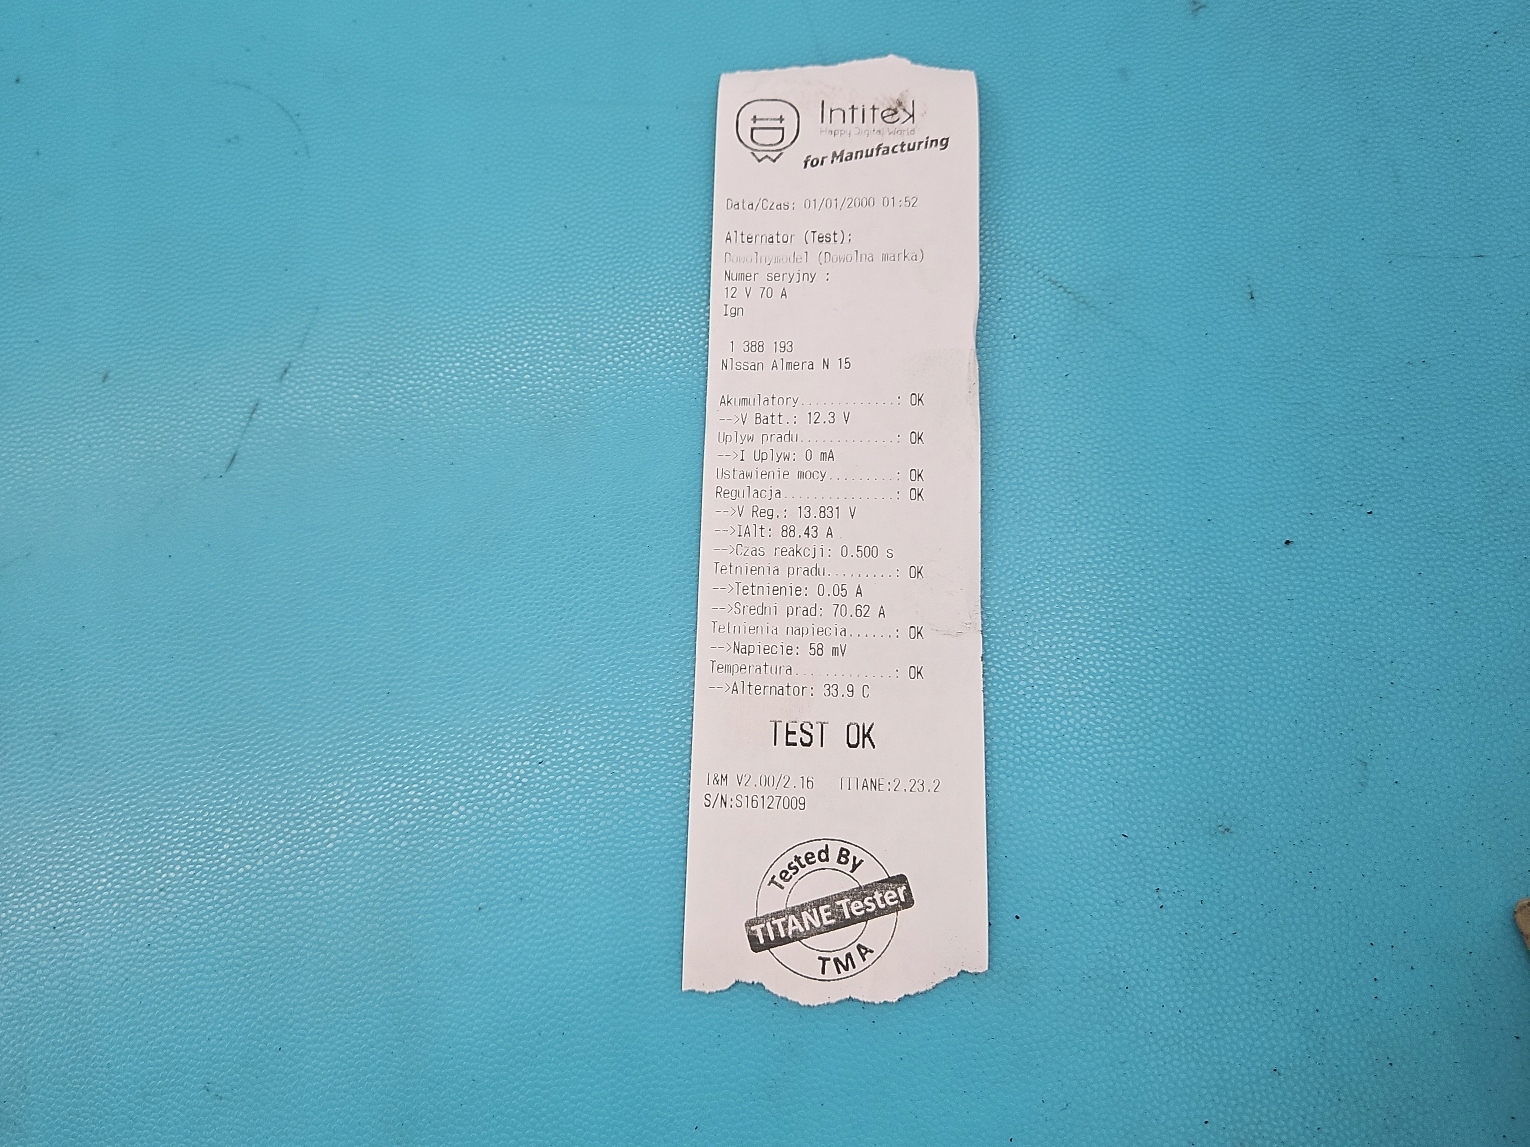 Intitek
Happy Digital World
for Manufacturing
Data/Czas: 01/01/2000 01:52
Alternator (Test):
Dowolnymodel (Dowolna marka)
Numer seryjny :
12 V 70 A
Ign
1 388 193
NIssan Almera N 15
Akumulatory.............: OK
-->V Batt.: 12.3 V
Uplyw pradu.............: OK
-->I Uplyw: 0 mA
Ustawienie mocy.........: OK
Regulacja...............: OK
-->V Reg.: 13.831 V
-->IAlt: 88.43 A
-->Czas reakcji: 0.500 s
Tetnienia pradu.........: OK
-->Tetnienie: 0.05 A
-->Sredni prad: 70.62 A
Tetnienia napiecia......: OK
-->Napiecie: 58 mV
Temperatura.............: OK
-->Alternator: 33.9 C
TEST OK
I&M V2.00/2.16 TITANE:2.23.2
S/N:S16127009
Tested By
TITANE Tester
TMA